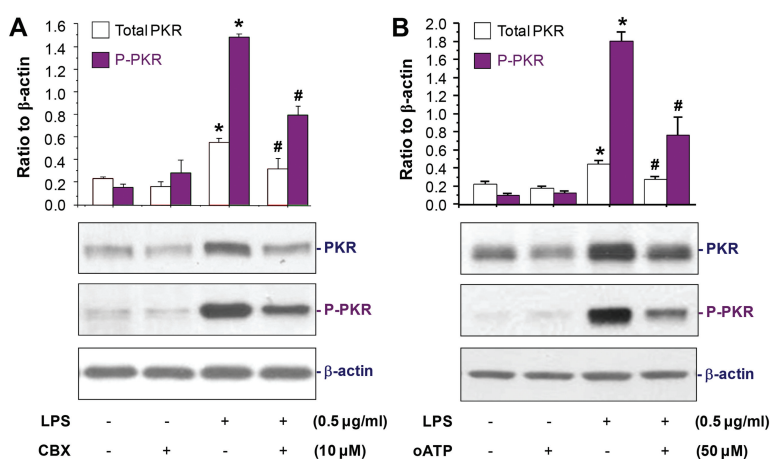 A
Total PKR
P-PKR
Ratio to β-actin
1.6
1.4
1.2
1.0
0.8
0.6
0.4
0.2
0.0
* * # #
PKR
P-PKR
β-actin
LPS - - + + (0.5 µg/ml)
CBX - + - + (10 µM)
B
Total PKR
P-PKR
Ratio to β-actin
2.0
1.8
1.6
1.4
1.2
1.0
0.8
0.6
0.4
0.2
0.0
* * # #
PKR
P-PKR
β-actin
LPS - - + + (0.5 µg/ml)
oATP - + - + (50 µM)